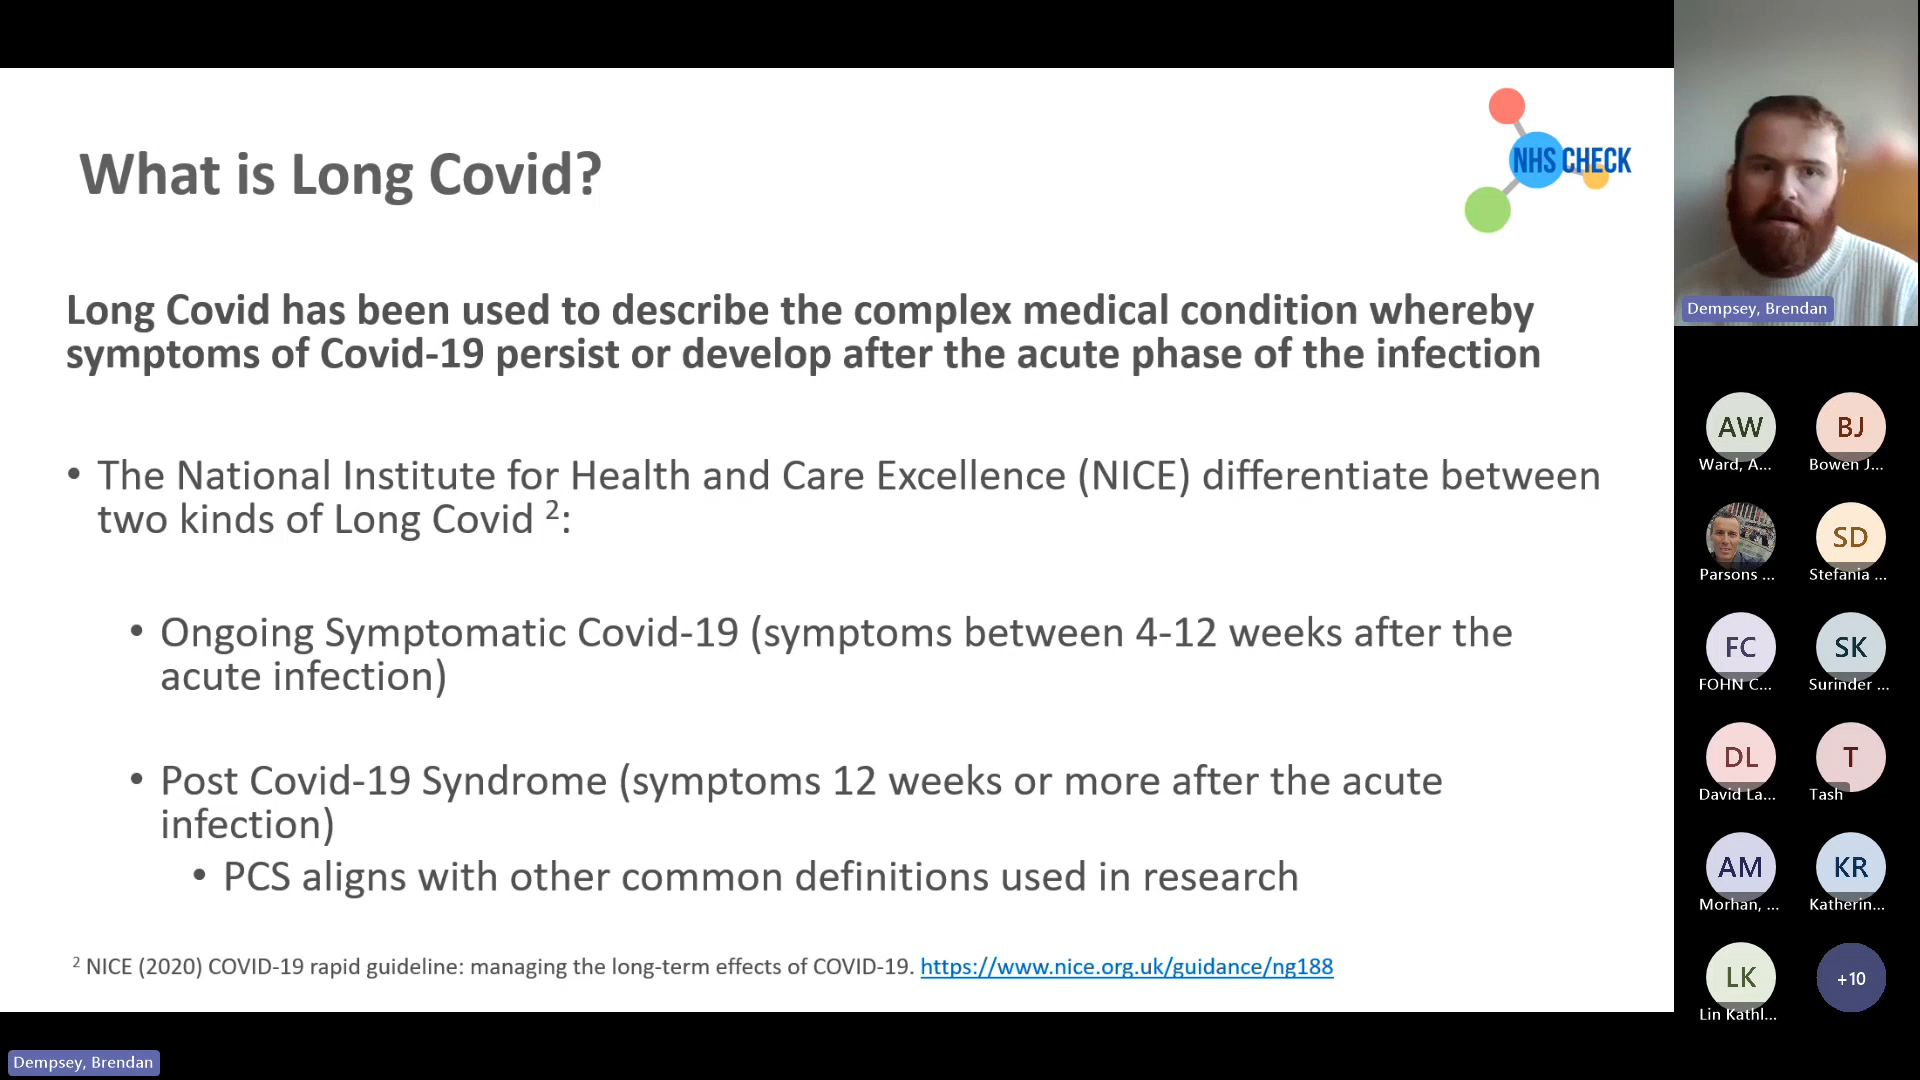 What is Long Covid?
NHS CHECK
Long Covid has been used to describe the complex medical condition whereby
symptoms of Covid-19 persist or develop after the acute phase of the infection
• The National Institute for Health and Care Excellence (NICE) differentiate between
two kinds of Long Covid ²:
• Ongoing Symptomatic Covid-19 (symptoms between 4-12 weeks after the
acute infection)
• Post Covid-19 Syndrome (symptoms 12 weeks or more after the acute
infection)
• PCS aligns with other common definitions used in research
² NICE (2020) COVID-19 rapid guideline: managing the long-term effects of COVID-19. https://www.nice.org.uk/guidance/ng188
Dempsey, Brendan
Dempsey, Brendan
AW
Ward, A...
BJ
Bowen J...
Parsons ...
SD
Stefania ...
FC
FOHN C...
SK
Surinder ...
DL
David La...
T
Tash
AM
Morhan, ...
KR
Katherin...
LK
Lin Kathl...
+10